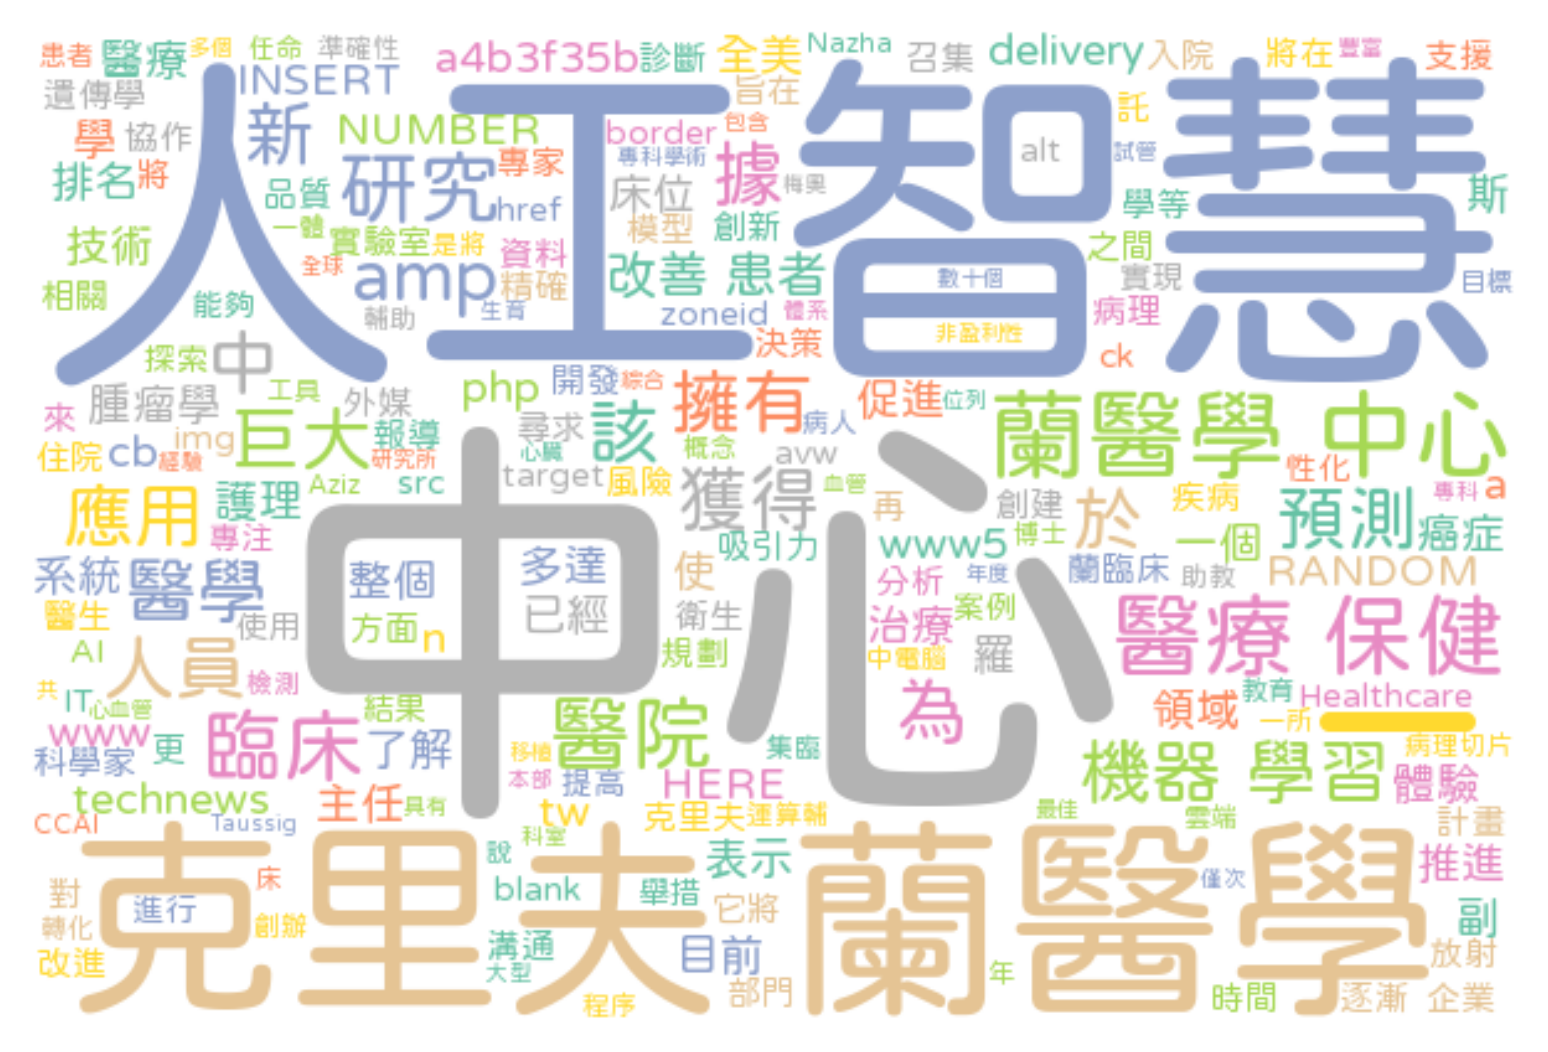 患者 醫療 多個 任命 準確性 a4b3f35b 診斷 全美 Nazha 召集 delivery 入院 將在 豐富 支援
遺傳學 INSERT 旨在 託
人工智慧
學 協作 新 NUMBER border 包含 alt 試管
排名 將 品質 研究 專家 專科學術 床位 據 梅奧 學等 斯
技術 一體 實驗室 是將 href 資料 模型 創新 之間
相關 全球 能夠 amp 精確 改善 患者 數十個 實現 目標
輔助 生育 zoneid 體系 非盈利性 病理
探索 中 決策 ck
腫瘤學 工具 外媒 php 開發 綜合 擁有 促進 位列 蘭醫學 中心
來 巨大 報導 尋求 該 病人
住院 cb img 經驗 研究所 心臟 概念 avw 性化
Aziz src target 風險 獲得 血管 再 創建 疾病 專科 a
應用 護理 於 預測 癌症
專注 吸引力 www5 博士 一個
中心
系統 醫學 整個 多達 使 分析 年度 蘭臨床 助教 RANDOM
醫生 使用 方面 n 已經 衛生 治療 案例 醫療 保健
AI 人員 檢測 規劃 中電腦 羅
共 IT 心血管 結果 為 領域 教育 Healthcare
www 臨床 了解 醫院 一所 一
科學家 更 移植 集臨 機器 學習 病理切片
本部 提高 HERE 體驗
technews 主任 具有 tw 克里夫 運算輔 最佳 雲端 計畫
CCAI Taussig 科室
克里夫蘭醫學
說 表示 推進
對 床 blank 舉措 僅次
轉化 進行 創辦 它將 副
改進 溝通 目前 放射
大型 部門 年
程序 時間 逐漸 企業